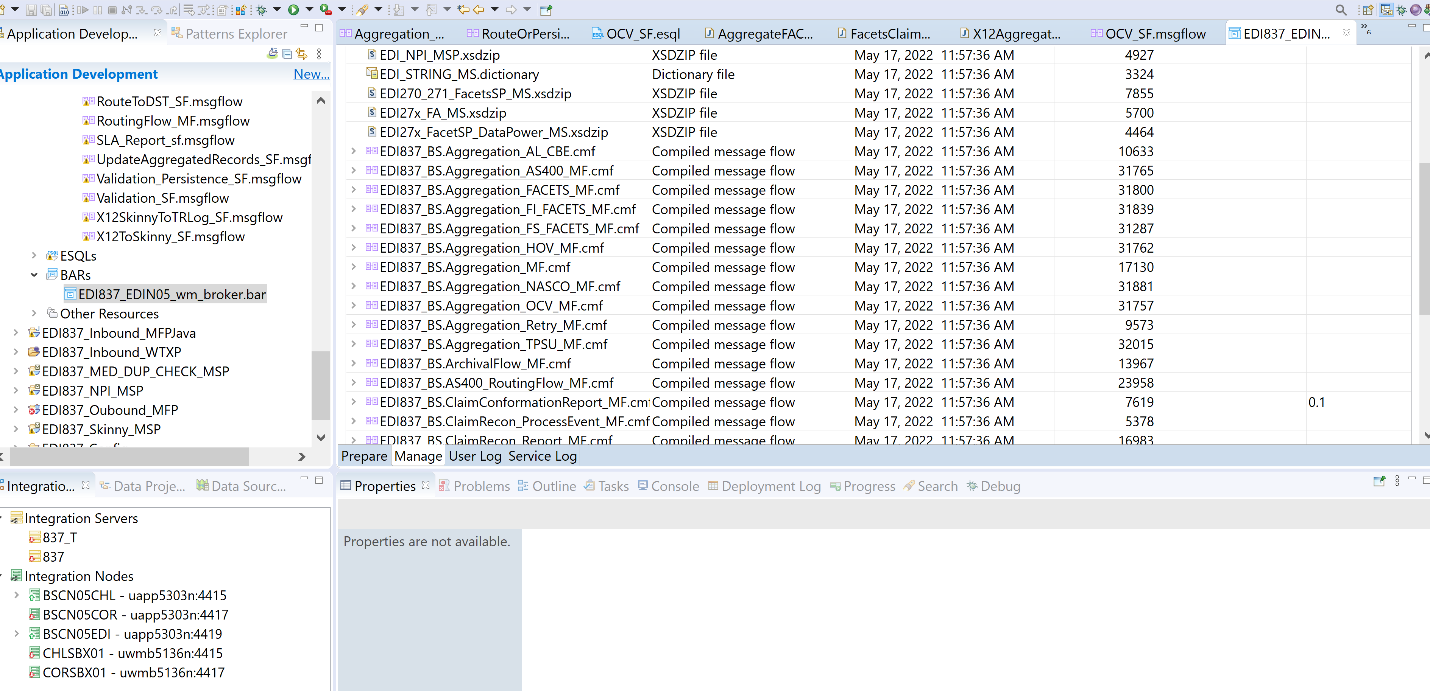 Application Develop...
Patterns Explorer
Application Development
New...
RouteToDST_SF.msgflow
RoutingFlow_MF.msgflow
SLA_Report_sf.msgflow
UpdateAggregatedRecords_SF.msgf
Validation_Persistence_SF.msgflow
Validation_SF.msgflow
X12SkinnyToTRLog_SF.msgflow
X12ToSkinny_SF.msgflow
ESQLs
BARs
EDI837_EDIN05_wm_broker.bar
Other Resources
EDI837_Inbound_MFPJava
EDI837_Inbound_WTXP
EDI837_MED_DUP_CHECK_MSP
EDI837_NPI_MSP
EDI837_Oubound_MFP
EDI837_Skinny_MSP
Integratio...
Data Proje...
Data Sourc...
Integration Servers
837_T
837
Integration Nodes
BSCN05CHL - uapp5303n:4415
BSCN05COR - uapp5303n:4417
BSCN05EDI - uapp5303n:4419
CHLSBX01 - uwmb5136n:4415
CORSBX01 - uwmb5136n:4417
Aggregation_... RouteOrPersi... OCV_SF.esql AggregateFAC... FacetsClaim... X12Aggregat... OCV_SF.msgflow EDI837_EDIN... » 6
EDI_NPI_MSP.xsdzip XSDZIP file May 17, 2022 11:57:36 AM 4927
EDI_STRING_MS.dictionary Dictionary file May 17, 2022 11:57:36 AM 3324
EDI270_271_FacetsSP_MS.xsdzip XSDZIP file May 17, 2022 11:57:36 AM 7855
EDI27x_FA_MS.xsdzip XSDZIP file May 17, 2022 11:57:36 AM 5700
EDI27x_FacetSP_DataPower_MS.xsdzip XSDZIP file May 17, 2022 11:57:36 AM 4464
EDI837_BS.Aggregation_AL_CBE.cmf Compiled message flow May 17, 2022 11:57:36 AM 10633
EDI837_BS.Aggregation_AS400_MF.cmf Compiled message flow May 17, 2022 11:57:36 AM 31765
EDI837_BS.Aggregation_FACETS_MF.cmf Compiled message flow May 17, 2022 11:57:36 AM 31800
EDI837_BS.Aggregation_FI_FACETS_MF.cmf Compiled message flow May 17, 2022 11:57:36 AM 31839
EDI837_BS.Aggregation_FS_FACETS_MF.cmf Compiled message flow May 17, 2022 11:57:36 AM 31287
EDI837_BS.Aggregation_HOV_MF.cmf Compiled message flow May 17, 2022 11:57:36 AM 31762
EDI837_BS.Aggregation_MF.cmf Compiled message flow May 17, 2022 11:57:36 AM 17130
EDI837_BS.Aggregation_NASCO_MF.cmf Compiled message flow May 17, 2022 11:57:36 AM 31881
EDI837_BS.Aggregation_OCV_MF.cmf Compiled message flow May 17, 2022 11:57:36 AM 31757
EDI837_BS.Aggregation_Retry_MF.cmf Compiled message flow May 17, 2022 11:57:36 AM 9573
EDI837_BS.Aggregation_TPSU_MF.cmf Compiled message flow May 17, 2022 11:57:36 AM 32015
EDI837_BS.ArchivalFlow_MF.cmf Compiled message flow May 17, 2022 11:57:36 AM 13967
EDI837_BS.AS400_RoutingFlow_MF.cmf Compiled message flow May 17, 2022 11:57:36 AM 23958
EDI837_BS.ClaimConformationReport_MF.cmf Compiled message flow May 17, 2022 11:57:36 AM 7619 0.1
EDI837_BS.ClaimRecon_ProcessEvent_MF.cmf Compiled message flow May 17, 2022 11:57:36 AM 5378
EDI837_BS.ClaimRecon_Report_MF.cmf Compiled message flow May 17, 2022 11:57:36 AM 16983
Prepare Manage User Log Service Log
Properties Problems Outline Tasks Console Deployment Log Progress Search Debug
Properties are not available.